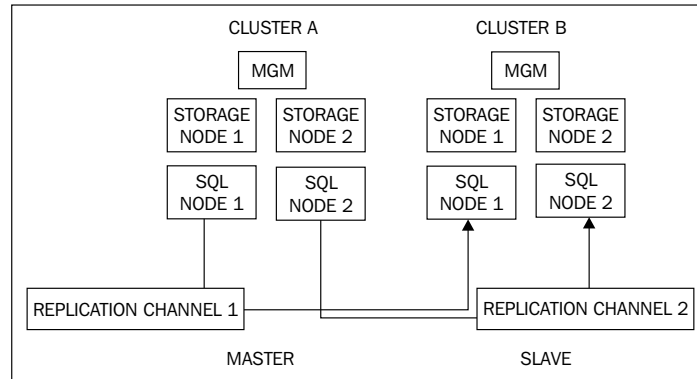 CLUSTER A
CLUSTER B
MGM
MGM
STORAGE
NODE 1
STORAGE
NODE 2
STORAGE
NODE 1
STORAGE
NODE 2
SQL
NODE 1
SQL
NODE 2
SQL
NODE 1
SQL
NODE 2
REPLICATION CHANNEL 1
REPLICATION CHANNEL 2
MASTER
SLAVE